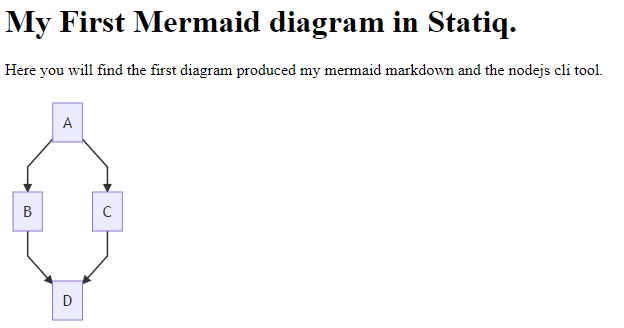 My First Mermaid diagram in Statiq.
Here you will find the first diagram produced my mermaid markdown and the nodejs cli tool.
A
B C
D